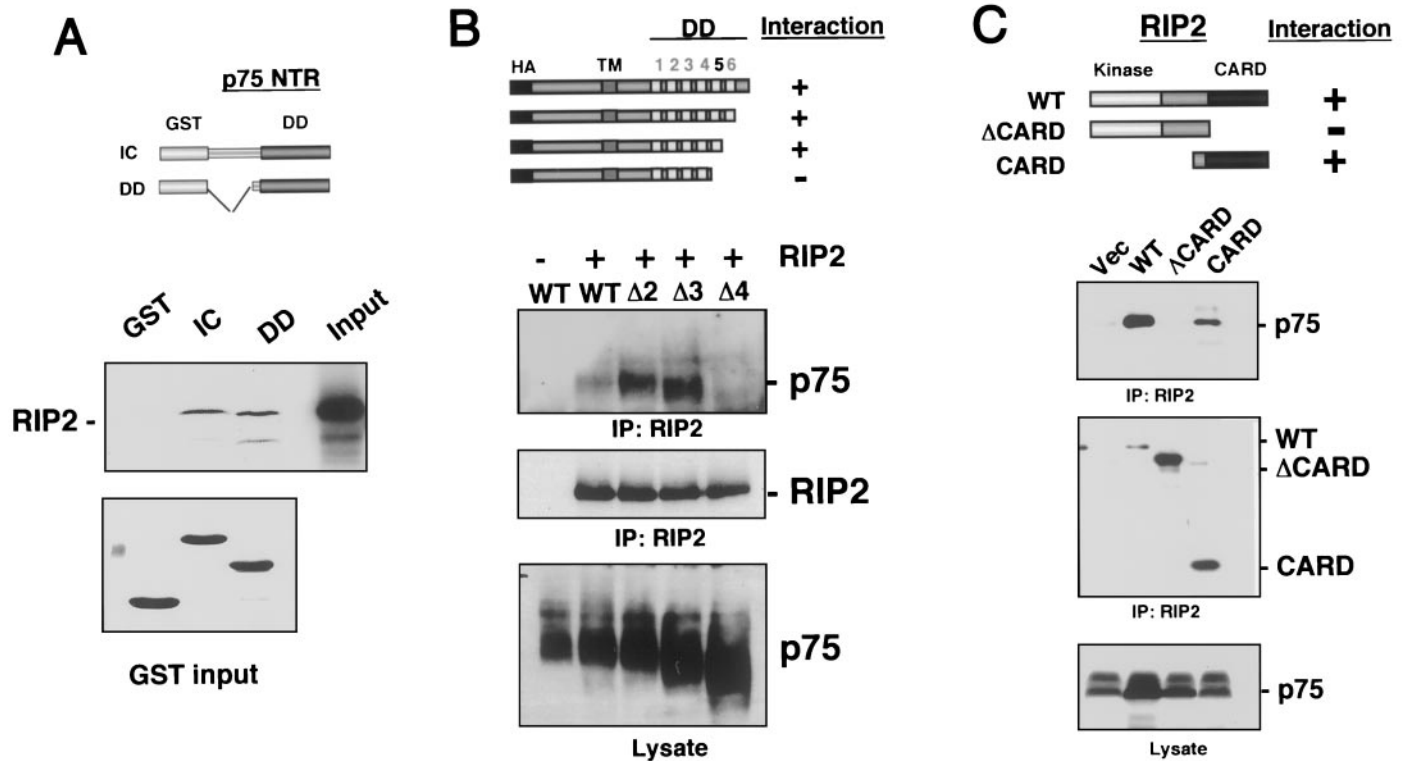 A
p75 NTR
GST DD
IC
DD
GST IC DD Input
RIP2 -
GST input
B
DD Interaction
HA TM 1 2 3 4 5 6
+
+
+
-
- + + + + RIP2
WT WT Δ2 Δ3 Δ4
- p75
IP: RIP2
- RIP2
IP: RIP2
p75
Lysate
C
RIP2 Interaction
Kinase CARD
WT +
ΔCARD -
CARD +
Vec WT ΛCARD CARD
- p75
IP: RIP2
- WT
- ΔCARD
- CARD
IP: RIP2
- p75
Lysate